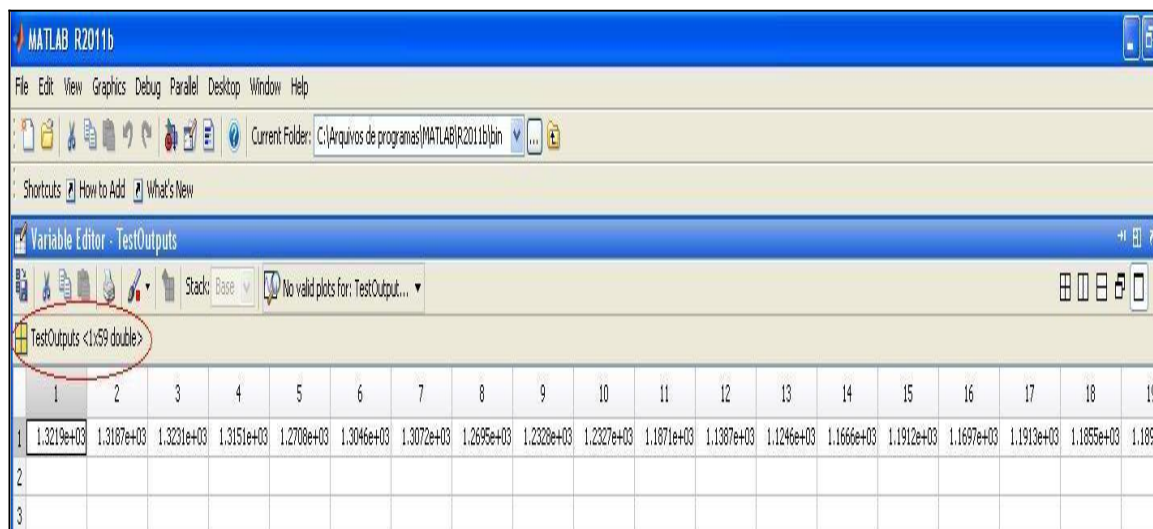 MATLAB R2011b
File Edit View Graphics Debug Parallel Desktop Window Help
Current Folder: C:\Arquivos de programas\MATLAB\R2011b\bin ...
Shortcuts How to Add What's New
Variable Editor - TestOutputs
Stack: Base No valid plots for: TestOutput...
TestOutputs <1x59 double>
1 2 3 4 5 6 7 8 9 10 11 12 13 14 15 16 17 18
1 1.3219e+03 1.3187e+03 1.3231e+03 1.3151e+03 1.2708e+03 1.3046e+03 1.3072e+03 1.2695e+03 1.2328e+03 1.2327e+03 1.1871e+03 1.1387e+03 1.1246e+03 1.1666e+03 1.1912e+03 1.1697e+03 1.1913e+03 1.1855e+03 1.189
2
3